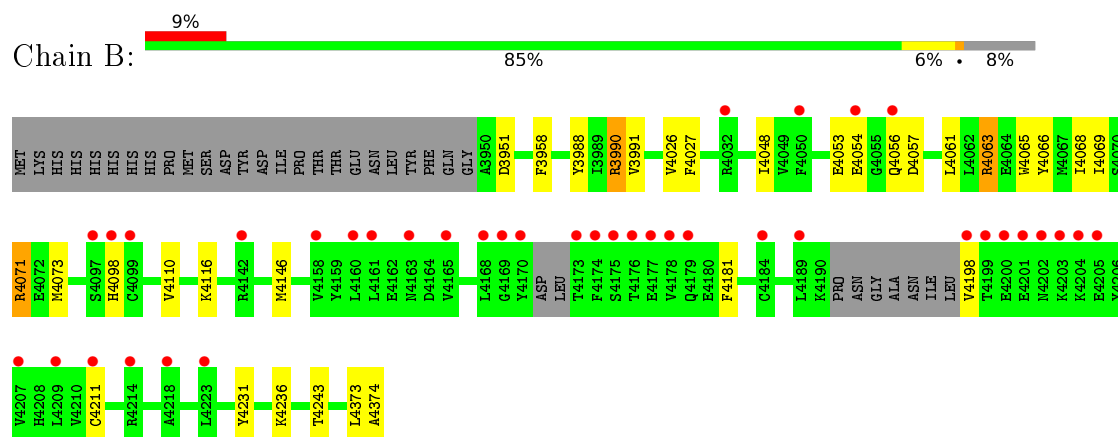 9%
Chain B:
85% 6% • 8%
MET LYS HIS HIS HIS HIS HIS HIS HIS PRO MET SER ASP TYR ASP ILE PRO THR THR GLU ASN LEU TYR PHE GLN GLY A3950 D3951 F3958 Y3988 I3989 R3990 V3991 V4026 F4027 R4032 I4048 V4049 F4050 E4053 E4054 G4055 Q4056 D4057 L4061 L4062 R4063 E4064 W4065 Y4066 M4067 I4068 I4069 S4070
R4071 E4072 M4073 S4097 H4098 C4099 V4110 K4116 R4142 M4146 V4158 Y4159 L4160 L4161 E4162 N4163 D4164 V4165 L4168 G4169 Y4170 ASP LEU T4173 F4174 S4175 T4176 E4177 V4178 Q4179 E4180 F4181 C4184 L4189 K4190 PRO ASN GLY ALA ASN ILE LEU V4198 T4199 E4200 E4201 N4202 K4203 K4204 E4205 Y4206
V4207 H4208 L4209 V4210 C4211 R4214 A4218 L4223 Y4231 K4236 T4243 L4373 A4374